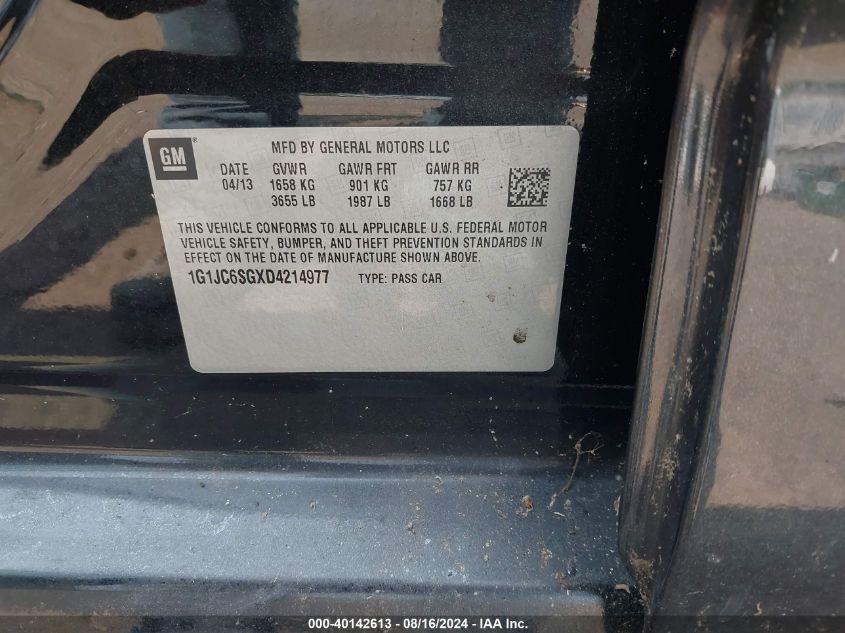 GM®
MFD BY GENERAL MOTORS LLC
DATE GVWR GAWR FRT GAWR RR
04/13 1658 KG 901 KG 757 KG
3655 LB 1987 LB 1668 LB
THIS VEHICLE CONFORMS TO ALL APPLICABLE U.S. FEDERAL MOTOR
VEHICLE SAFETY, BUMPER, AND THEFT PREVENTION STANDARDS IN
EFFECT ON THE DATE OF MANUFACTURE SHOWN ABOVE.
1G1JC6SGXD4214977 TYPE: PASS CAR
000-40142613 - 08/16/2024 - IAA Inc.